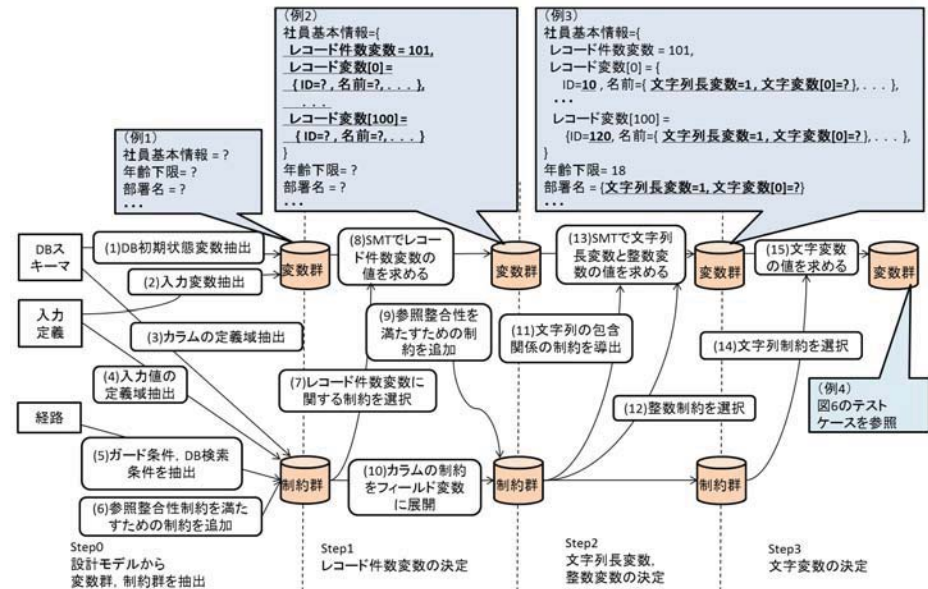 (例1)
社員基本情報 = ?
年齢下限= ?
部署名 = ?
・・・
(例2)
社員基本情報={
レコード件数変数 = 101,
レコード変数[0] =
{ ID=? , 名前=?, . . . },
. . .
レコード変数[100] =
{ ID=? , 名前=?, . . . }
}
年齢下限= ?
部署名 = ?
・・・
(例3)
社員基本情報={
レコード件数変数 = 101,
レコード変数[0] = {
ID=10 , 名前={ 文字列長変数=1 , 文字変数[0]=? } , . . . },
・・・
レコード変数[100] =
{ID=120, 名前={ 文字列長変数=1 , 文字変数[0]=? } , . . . },
}
年齢下限= 18
部署名 = {文字列長変数=1, 文字変数[0]=?}
・・・
DBス
キーマ
入力
定義
経路
(1)DB初期状態変数抽出
(2)入力変数抽出
(3)カラムの定義域抽出
(4)入力値の
定義域抽出
(5)ガード条件, DB検索
条件を抽出
(6)参照整合性制約を満た
すための制約を追加
変数群
制約群
(7)レコード件数変数に
関する制約を選択
(8)SMTでレコー
ド件数変数の
値を求める
(9)参照整合性を
満たすための制
約を追加
(10)カラムの制約
をフィールド変数
に展開
変数群
制約群
(11)文字列の包含
関係の制約を導出
(12)整数制約を選択
(13)SMTで文字列
長変数と整数変
数の値を求める
変数群
制約群
(14)文字列制約を選択
(15)文字変数
の値を求める
変数群
(例4)
図6のテスト
ケースを参照
Step0
設計モデルから
変数群, 制約群を抽出
Step1
レコード件数変数の決定
Step2
文字列長変数,
整数変数の決定
Step3
文字変数の決定